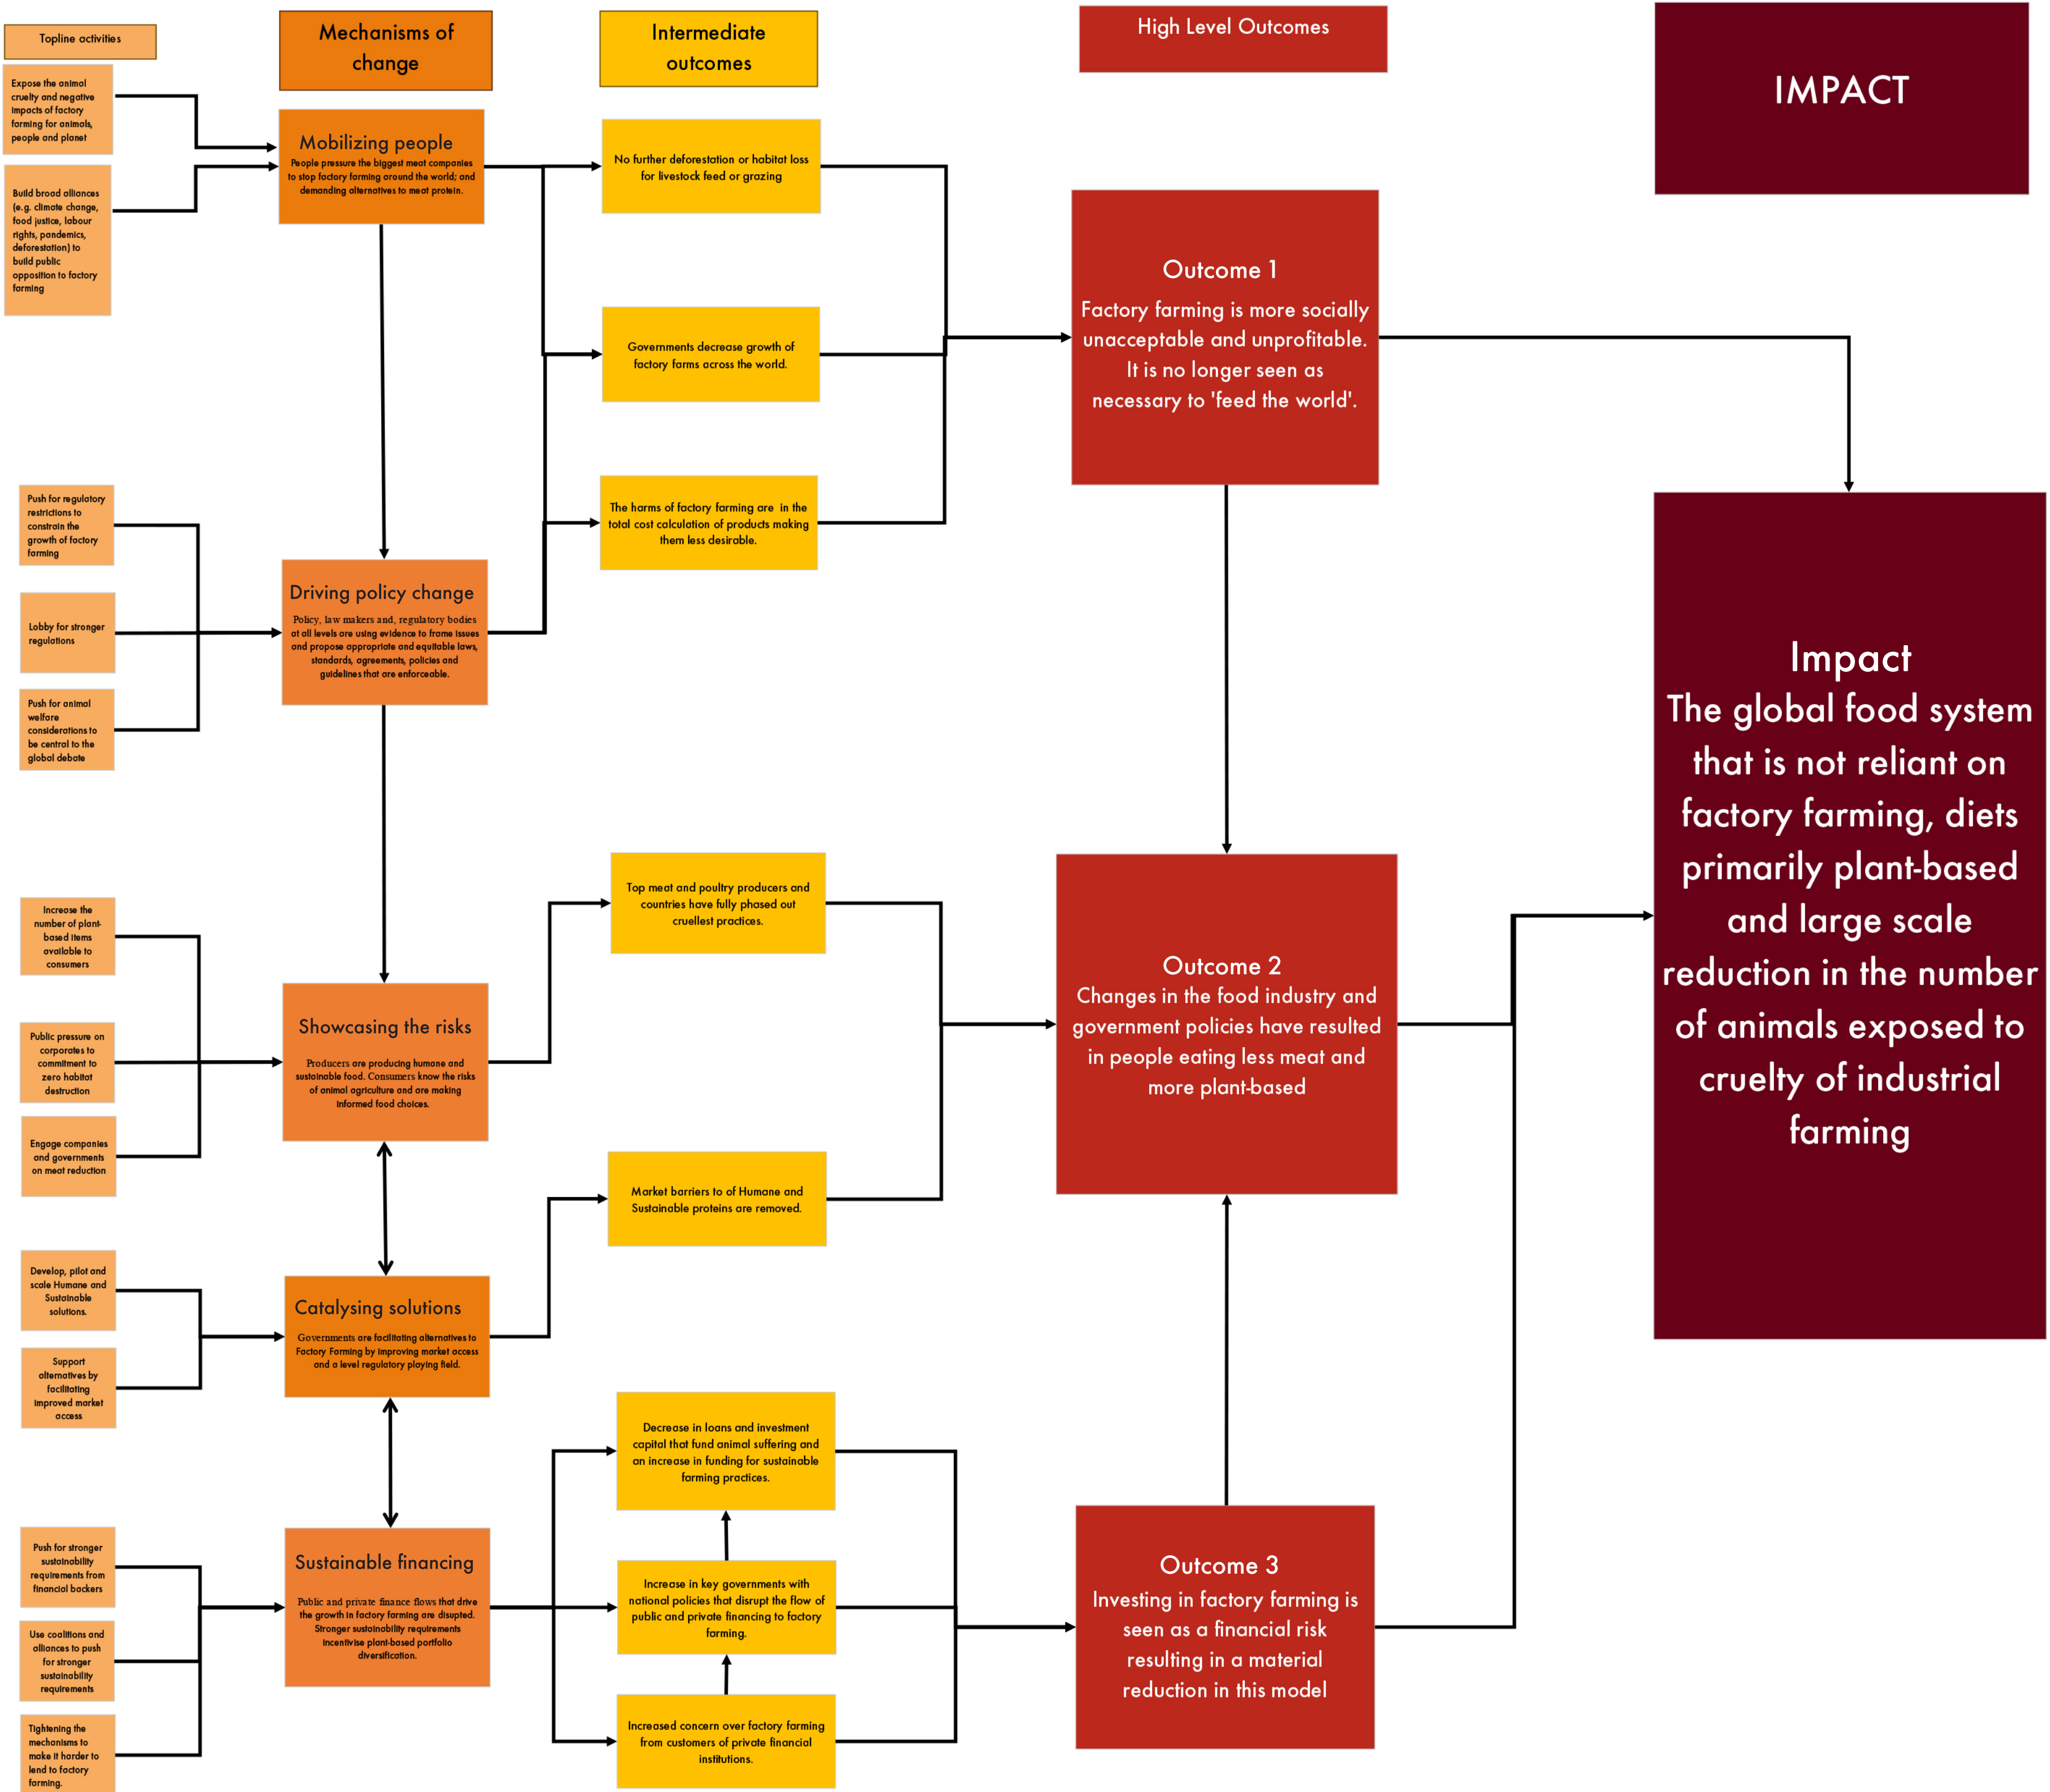 Topline activities
Mechanisms of
change
Intermediate
outcomes
High Level Outcomes
IMPACT
Expose the animal
cruelty and negative
impacts of factory
farming for animals,
people and planet
Build broad alliances
(e.g. climate change,
food justice, labour
rights, pandemics,
deforestation) to
build public
opposition to factory
farming
Mobilizing people
People pressure the biggest meat companies
to stop factory farming around the world; and
demanding alternatives to meat protein.
No further deforestation or habitat loss
for livestock feed or grazing
Governments decrease growth of
factory farms across the world.
The harms of factory farming are in the
total cost calculation of products making
them less desirable.
Outcome 1
Factory farming is more socially
unacceptable and unprofitable.
It is no longer seen as
necessary to 'feed the world'.
Push for regulatory
restrictions to
constrain the
growth of factory
farming
Lobby for stronger
regulations
Push for animal
welfare
considerations to
be central to the
global debate
Driving policy change
Policy, law makers and, regulatory bodies
at all levels are using evidence to frame issues
and propose appropriate and equitable laws,
standards, agreements, policies and
guidelines that are enforceable.
Impact
The global food system
that is not reliant on
factory farming, diets
primarily plant-based
and large scale
reduction in the number
of animals exposed to
cruelty of industrial
farming
Increase the
number of plant-
based items
available to
consumers
Public pressure on
corporates to
commitment to
zero habitat
destruction
Engage companies
and governments
on meat reduction
Showcasing the risks
Producers are producing humane and
sustainable food. Consumers know the risks
of animal agriculture and are making
informed food choices.
Top meat and poultry producers and
countries have fully phased out
cruellest practices.
Market barriers to of Humane and
Sustainable proteins are removed.
Outcome 2
Changes in the food industry and
government policies have resulted
in people eating less meat and
more plant-based
Develop, pilot and
scale Humane and
Sustainable
solutions.
Support
alternatives by
facilitating
improved market
access
Catalysing solutions
Governments are facilitating alternatives to
Factory Farming by improving market access
and a level regulatory playing field.
Push for stronger
sustainability
requirements from
financial backers
Use coalitions and
alliances to push
for stronger
sustainability
requirements
Tightening the
mechanisms to
make it harder to
lend to factory
farming.
Sustainable financing
Public and private finance flows that drive
the growth in factory farming are disupted.
Stronger sustainability requirements
incentivise plant-based portfolio
diversification.
Decrease in loans and investment
capital that fund animal suffering and
an increase in funding for sustainable
farming practices.
Increase in key governments with
national policies that disrupt the flow of
public and private financing to factory
farming.
Increased concern over factory farming
from customers of private financial
institutions.
Outcome 3
Investing in factory farming is
seen as a financial risk
resulting in a material
reduction in this model